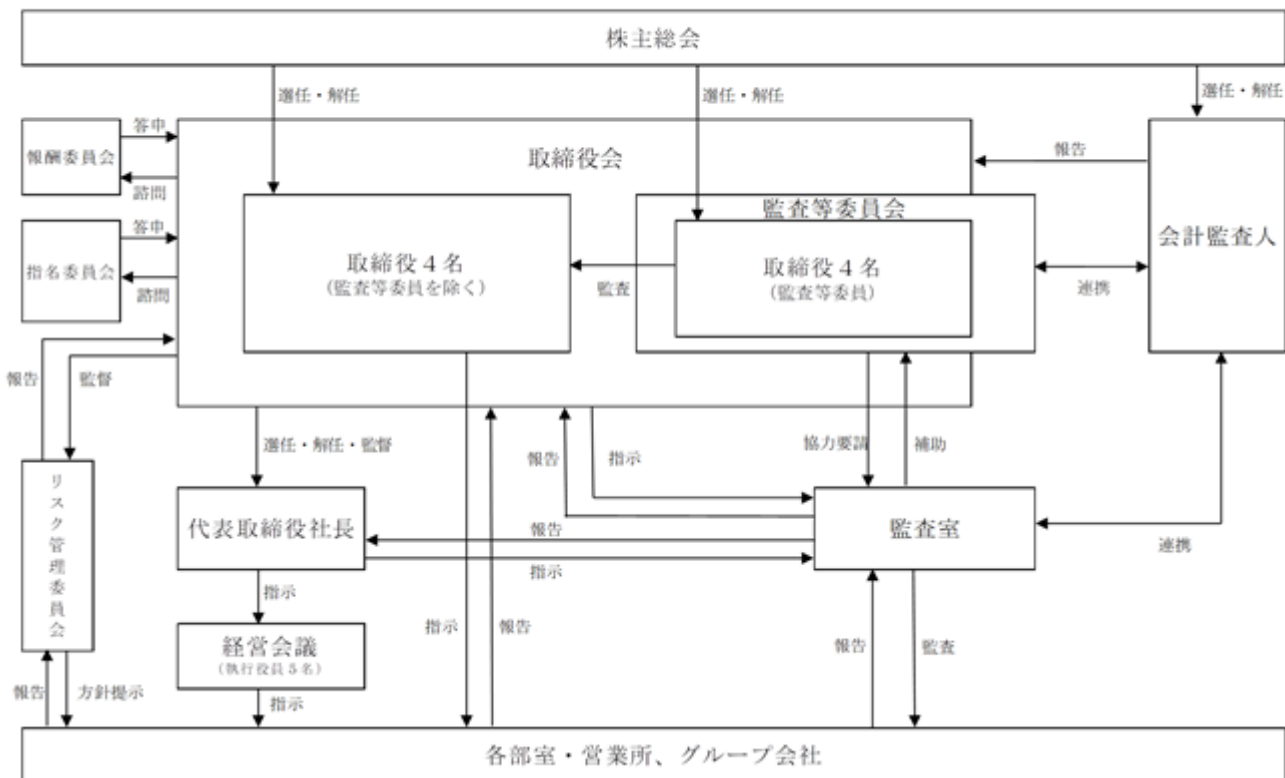 株主総会
選任・解任
選任・解任
選任・解任
答申
報酬委員会
諮問
取締役会
報告
監査等委員会
会計監査人
答申
指名委員会
諮問
取締役4名
(監査等委員を除く)
監査
取締役4名
(監査等委員)
連携
報告
監督
選任・解任・監督
報告
指示
協力要請
補助
リスク管理委員会
代表取締役社長
報告
指示
監査室
連携
指示
経営会議
(執行役員5名)
指示
報告
報告
監査
報告
方針提示
指示
各部室・営業所、グループ会社